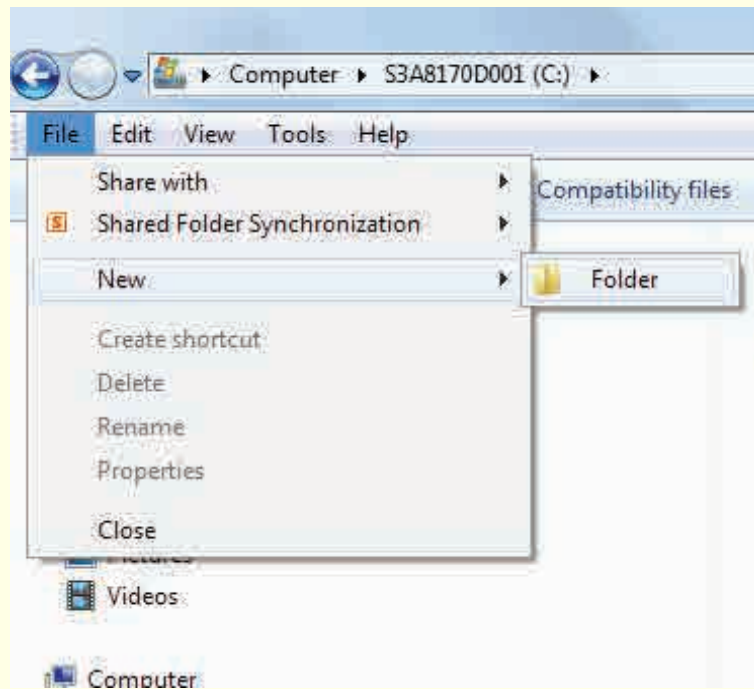 Computer S3A8170D001 (C:)
File Edit View Tools Help
Share with
Compatibility files
Shared Folder Synchronization
New
Folder
Create shortcut
Delete
Rename
Properties
Close
Pictures
Videos
Computer